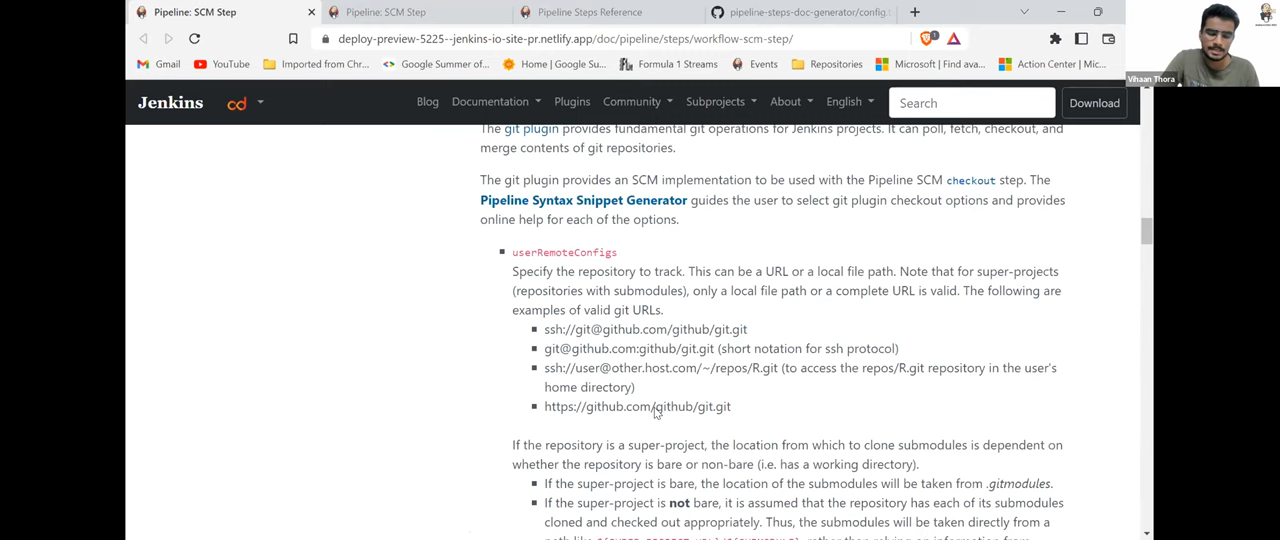 Pipeline: SCM Step
Pipeline: SCM Step
Pipeline Steps Reference
pipeline-steps-doc-generator/config.
deploy-preview-5225--jenkins-io-site-pr.netlify.app/doc/pipeline/steps/workflow-scm-step/
1
Gmail
YouTube
Imported from Chr...
Google Summer of...
Home | Google Su...
Formula 1 Streams
Events
Repositories
Microsoft | Find ava...
Action Center | Mic...
Vihaan Thora
Jenkins
cd
Blog
Documentation
Plugins
Community
Subprojects
About
English
Search
Download
The git plugin provides fundamental git operations for Jenkins projects. It can poll, fetch, checkout, and
merge contents of git repositories.
The git plugin provides an SCM implementation to be used with the Pipeline SCM checkout step. The
Pipeline Syntax Snippet Generator guides the user to select git plugin checkout options and provides
online help for each of the options.
userRemoteConfigs
Specify the repository to track. This can be a URL or a local file path. Note that for super-projects
(repositories with submodules), only a local file path or a complete URL is valid. The following are
examples of valid git URLs.
ssh://git@github.com/github/git.git
git@github.com:github/git.git (short notation for ssh protocol)
ssh://user@other.host.com/~/repos/R.git (to access the repos/R.git repository in the user's
home directory)
https://github.com/github/git.git
If the repository is a super-project, the location from which to clone submodules is dependent on
whether the repository is bare or non-bare (i.e. has a working directory).
If the super-project is bare, the location of the submodules will be taken from .gitmodules.
If the super-project is not bare, it is assumed that the repository has each of its submodules
cloned and checked out appropriately. Thus, the submodules will be taken directly from a